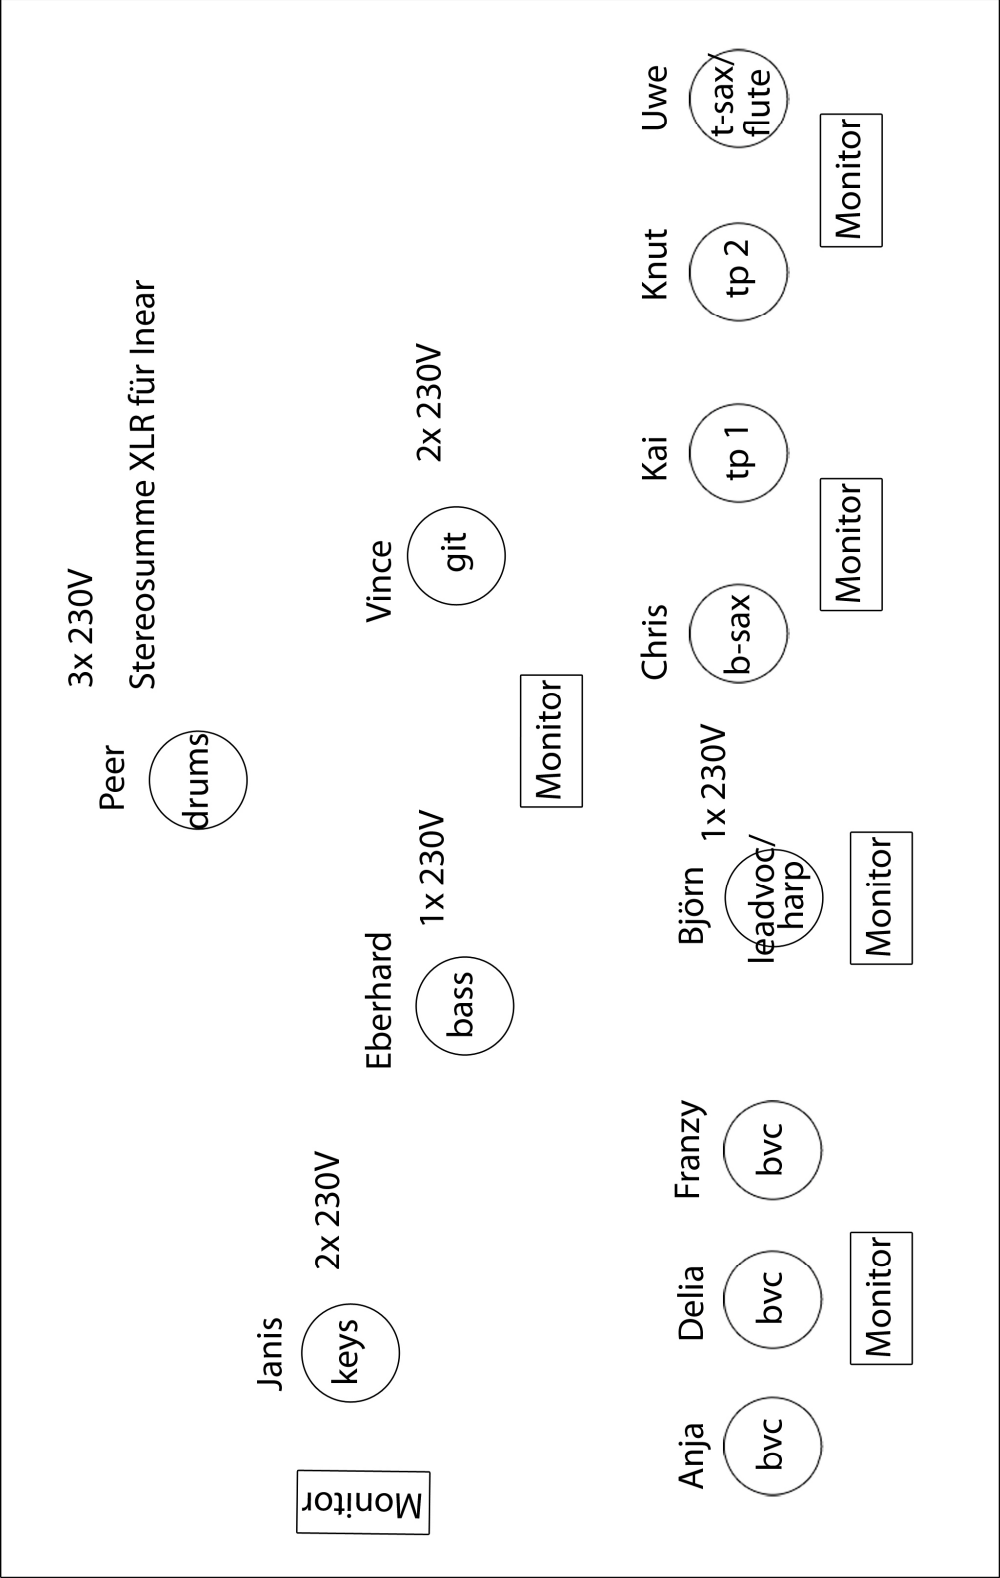 3x 230V
Peer
Stereosumme XLR für Inear
drums
Janis
2x 230V
keys
Monitor
Eberhard
1x 230V
bass
Vince
2x 230V
git
Monitor
Anja
bvc
Delia
bvc
Franzy
bvc
Monitor
Björn
1x 230V
leadvoc/
harp
Monitor
Chris
b-sax
Kai
tp 1
Monitor
Knut
tp 2
Uwe
t-sax/
flute
Monitor